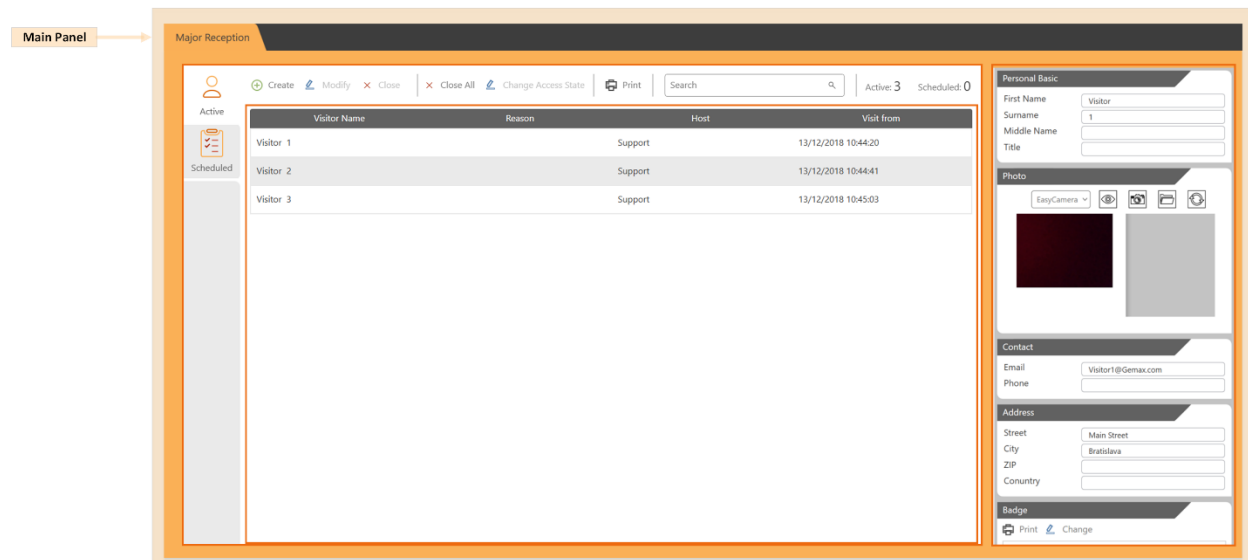 Main Panel
Major Reception
Create Modify Close Close All Change Access State Print Search Active: 3 Scheduled: 0
Active
Scheduled
Visitor Name Reason Host Visit from
Visitor 1 Support 13/12/2018 10:44:20
Visitor 2 Support 13/12/2018 10:44:41
Visitor 3 Support 13/12/2018 10:45:03
Personal Basic
First Name Visitor
Surname 1
Middle Name
Title
Photo
EasyCamera
Contact
Email Visitor1@Gemax.com
Phone
Address
Street Main Street
City Bratislava
ZIP
Conuntry
Badge
Print Change